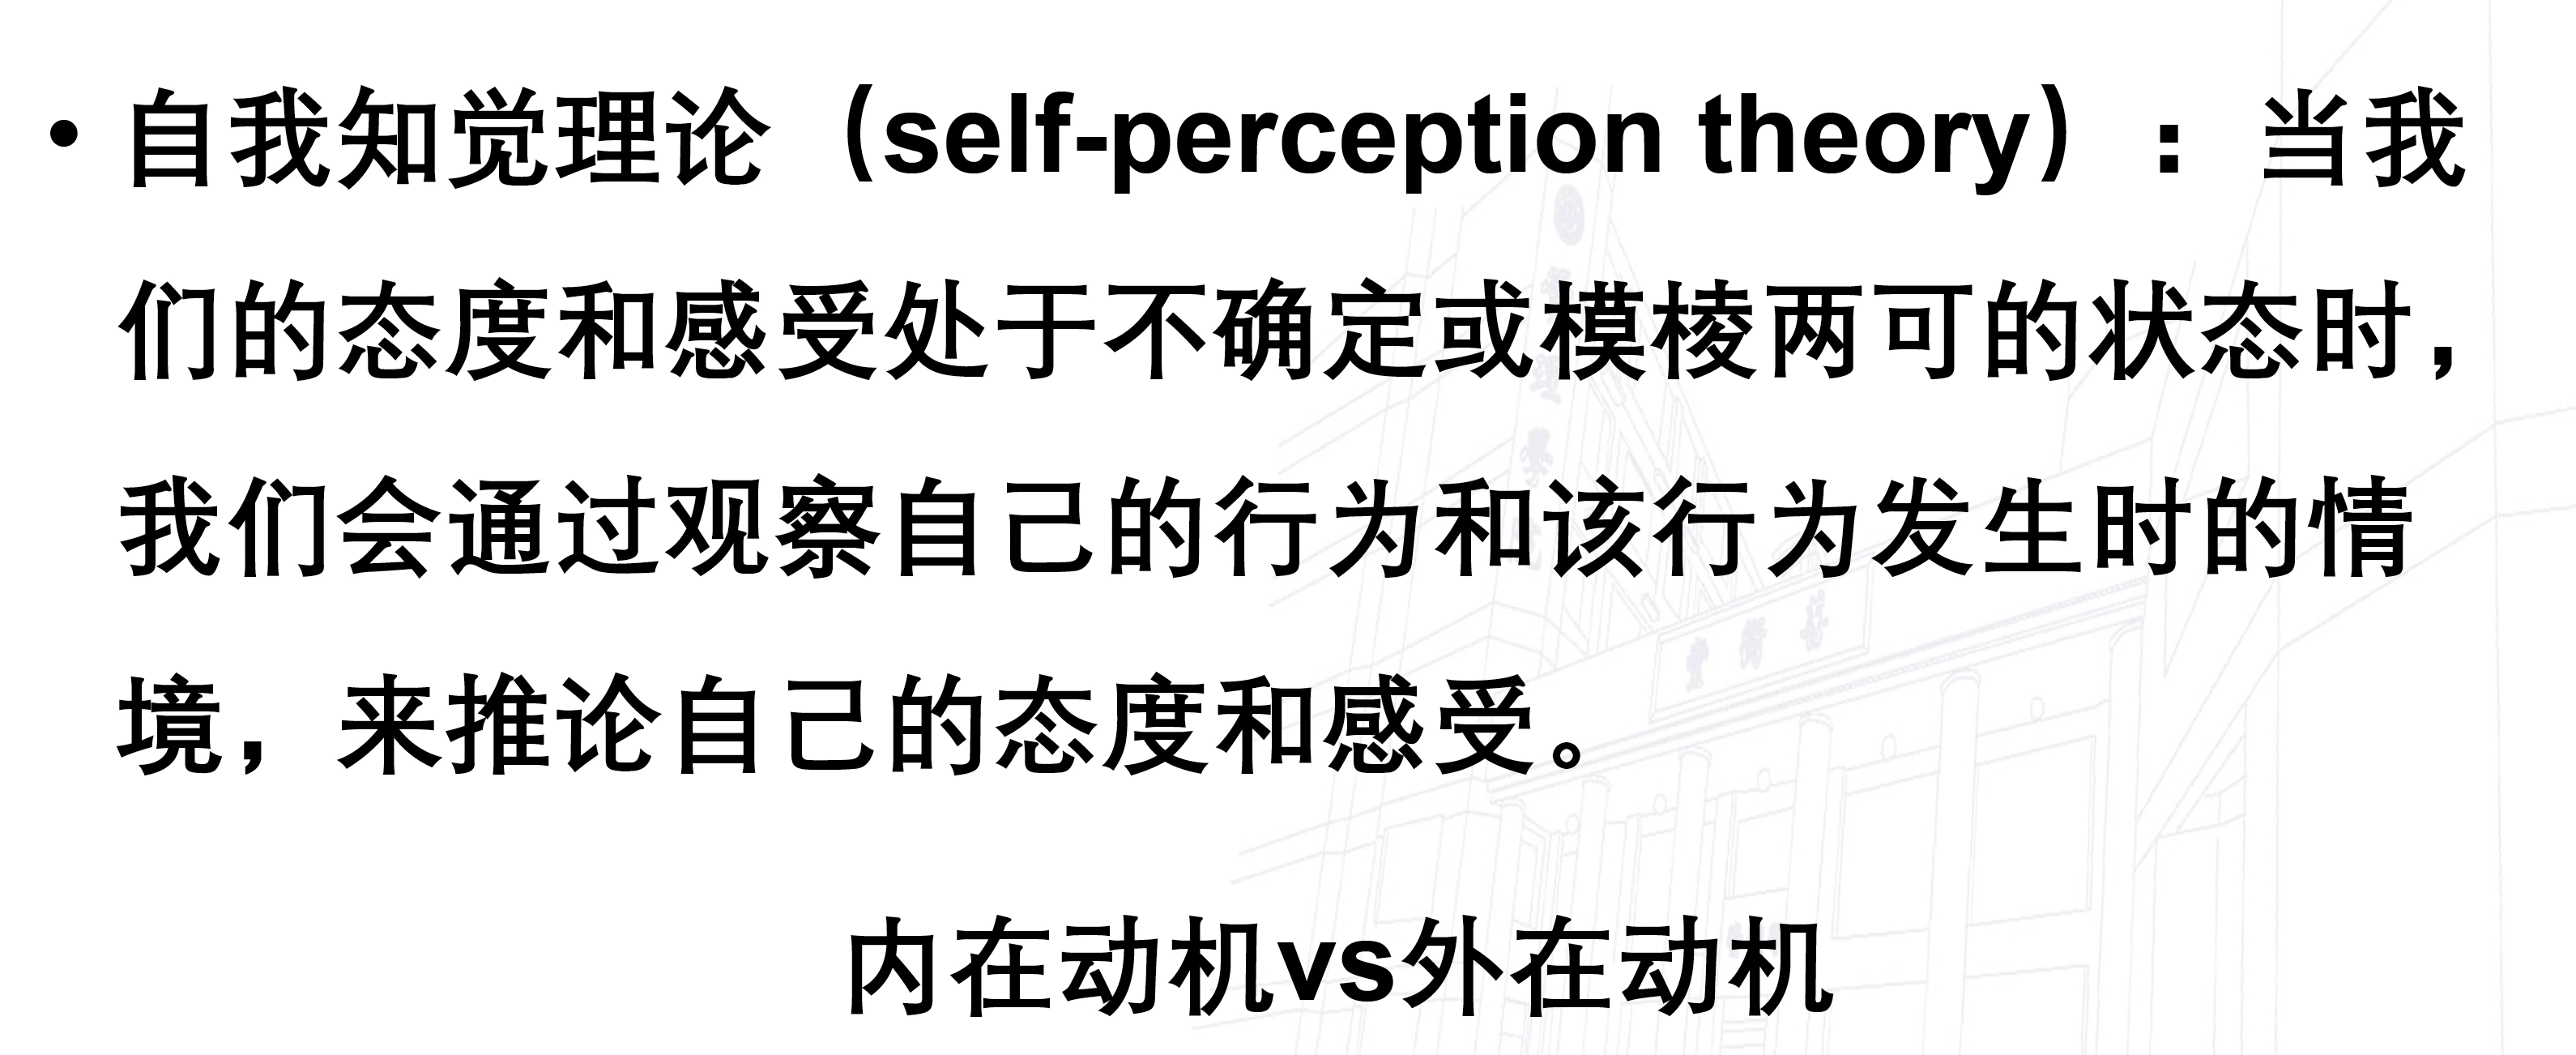 • 自我知觉理论（self-perception theory）：当我
们的态度和感受处于不确定或模棱两可的状态时，
我们会通过观察自己的行为和该行为发生时的情
境，来推论自己的态度和感受。
内在动机vs外在动机